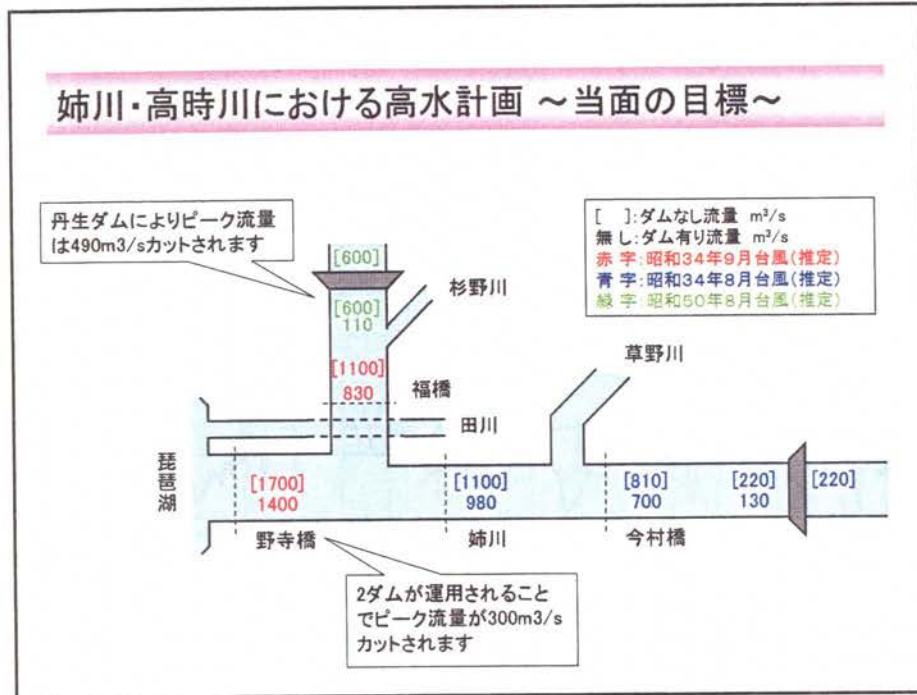 姉川・高時川における高水計画 ～当面の目標～
丹生ダムによりピーク流量
は490m3/sカットされます
[　]:ダムなし流量 m³/s
無し:ダム有り流量 m³/s
赤 字:昭和34年9月台風(推定)
青 字:昭和34年8月台風(推定)
緑 字:昭和50年8月台風(推定)
[600]
杉野川
[600]
110
草野川
[1100]
830
福橋
田川
琵琶湖
[1700]
1400
[1100]
980
[810]
700
[220]
130
[220]
野寺橋
姉川
今村橋
2ダムが運用されること
でピーク流量が300m3/s
カットされます